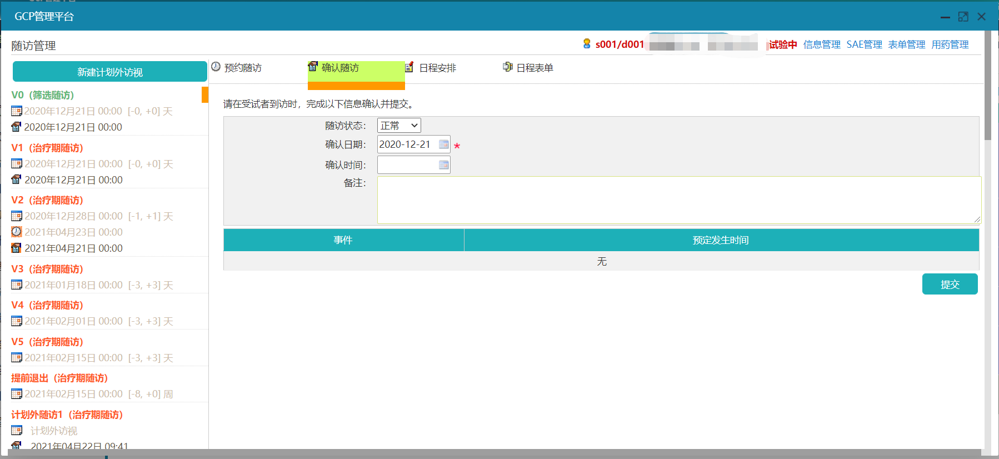 GCP管理平台
随访管理
s001/d001 试验中 信息管理 SAE管理 表单管理 用药管理
新建计划外访视
预约随访 确认随访 日程安排 日程表单
V0（筛选随访）
2020年12月21日 00:00 [-0, +0] 天
2020年12月21日 00:00
V1（治疗期随访）
2020年12月21日 00:00 [-0, +0] 天
2020年12月21日 00:00
V2（治疗期随访）
2020年12月28日 00:00 [-1, +1] 天
2021年04月23日 00:00
2021年04月21日 00:00
V3（治疗期随访）
2021年01月18日 00:00 [-3, +3] 天
V4（治疗期随访）
2021年02月01日 00:00 [-3, +3] 天
V5（治疗期随访）
2021年02月15日 00:00 [-3, +3] 天
提前退出（治疗期随访）
2021年02月15日 00:00 [-8, +0] 周
计划外随访1（治疗期随访）
计划外访视
2021年04月22日 09:41
请在受试者到访时，完成以下信息确认并提交。
随访状态： 正常
确认日期： 2020-12-21 *
确认时间：
备注：
事件 预定发生时间
无
提交